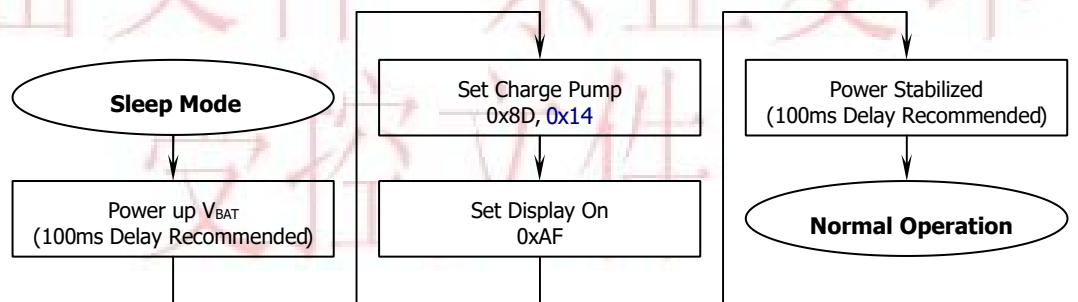 Sleep Mode
Power up VBAT
(100ms Delay Recommended)
Set Charge Pump
0x8D, 0x14
Set Display On
0xAF
Power Stabilized
(100ms Delay Recommended)
Normal Operation